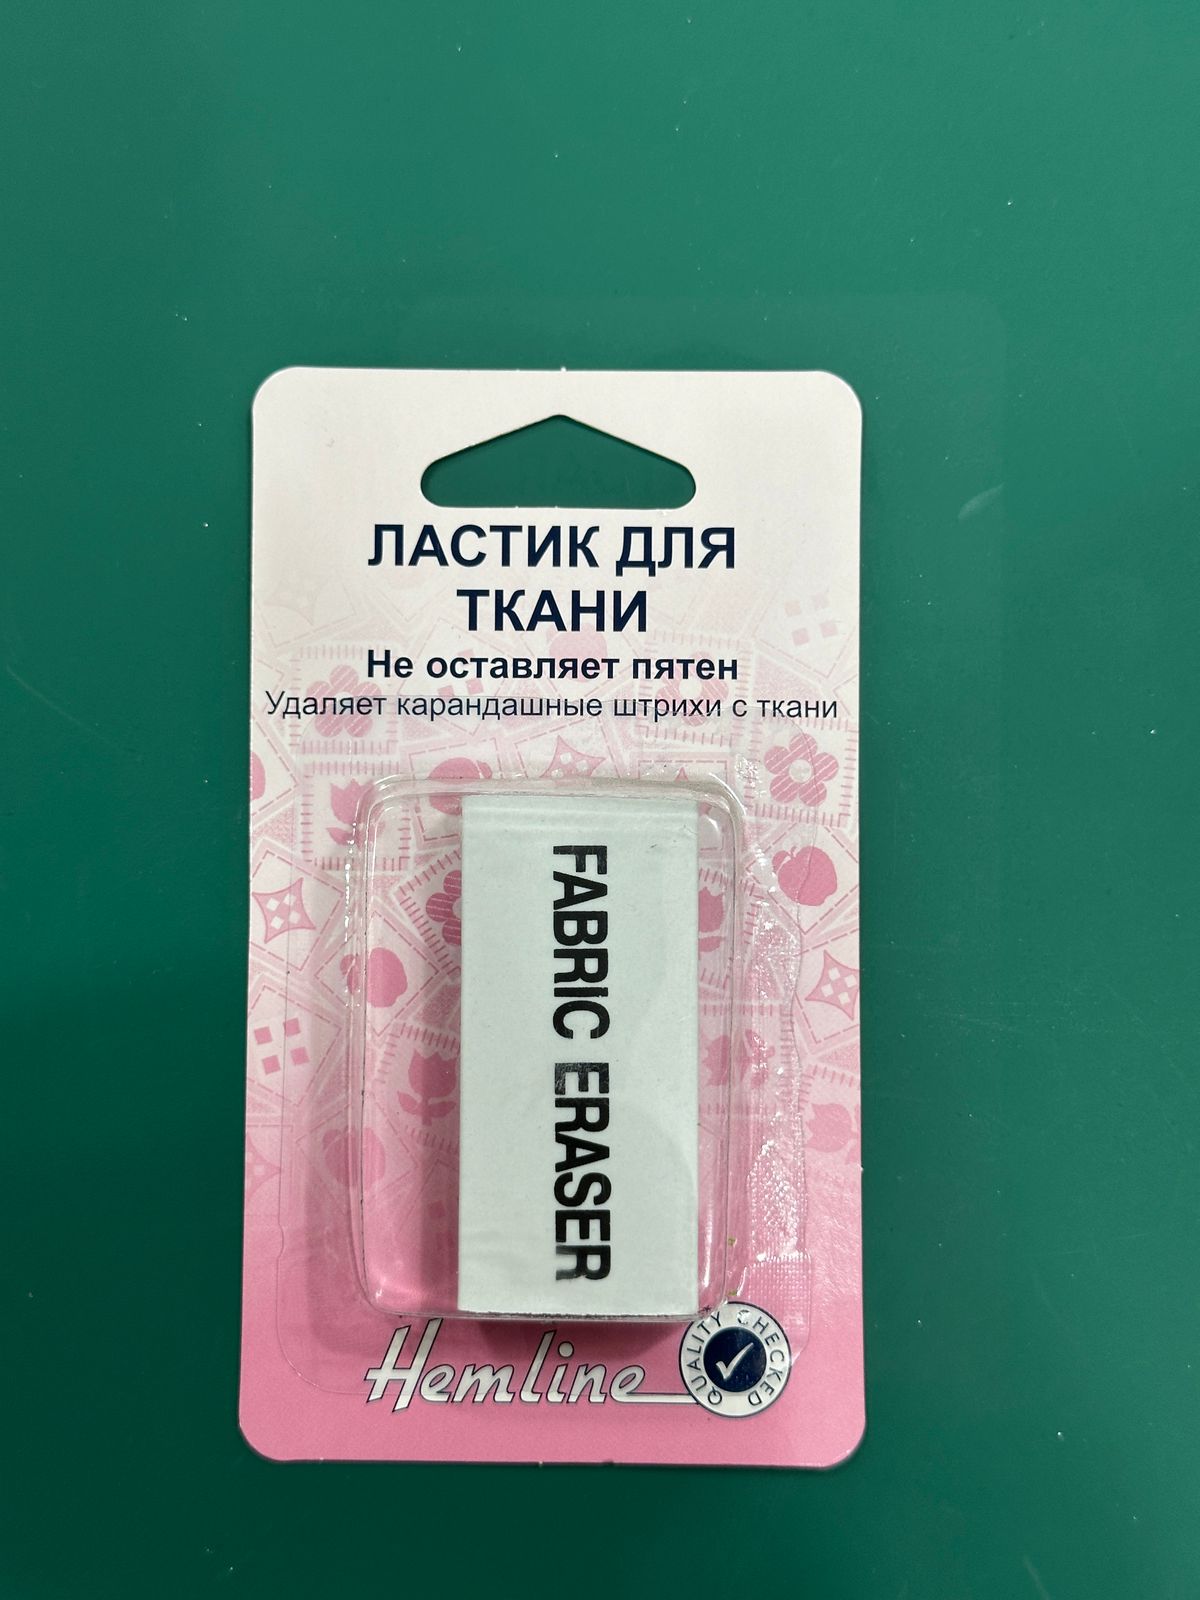 ЛАСТИК ДЛЯ
ТКАНИ
Не оставляет пятен
Удаляет карандашные штрихи с ткани
FABRIC ERASER
Hemline
QUALITY CHECKED